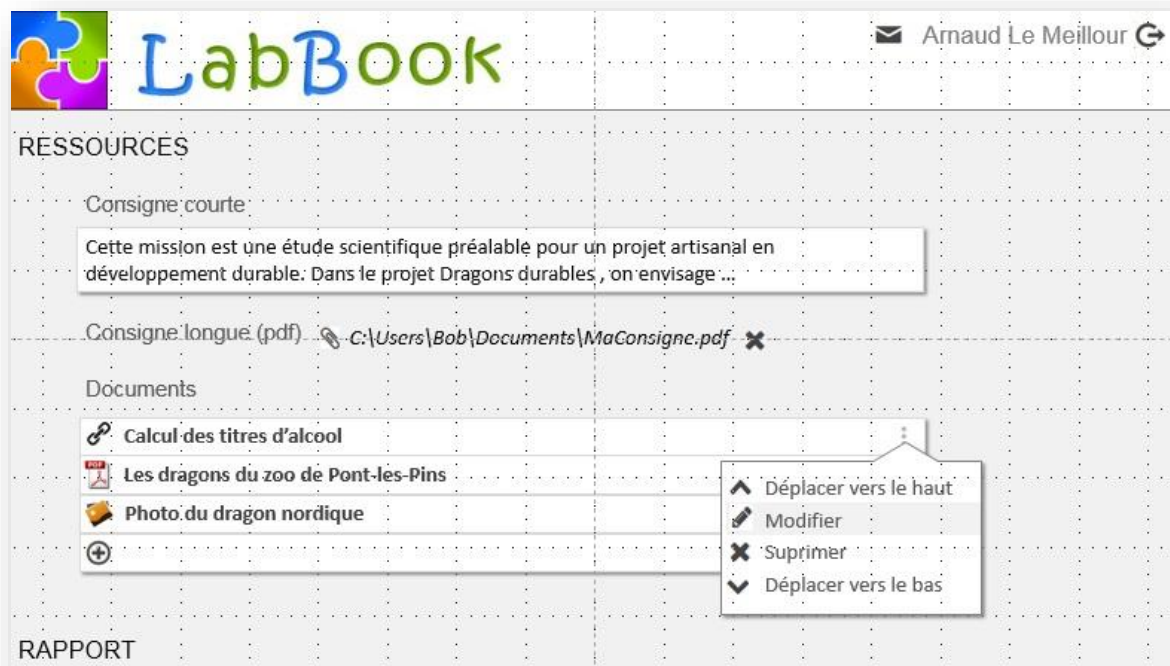 LabBook
Arnaud Le Meillour
RESSOURCES
Consigne courte
Cette mission est une étude scientifique préalable pour un projet artisanal en
développement durable. Dans le projet Dragons durables , on envisage ...
Consigne longue (pdf) C:\Users\Bob\Documents\MaConsigne.pdf
Documents
Calcul des titres d'alcool
PDF
Les dragons du zoo de Pont-les-Pins
Photo du dragon nordique
Déplacer vers le haut
Modifier
Suprimer
Déplacer vers le bas
RAPPORT